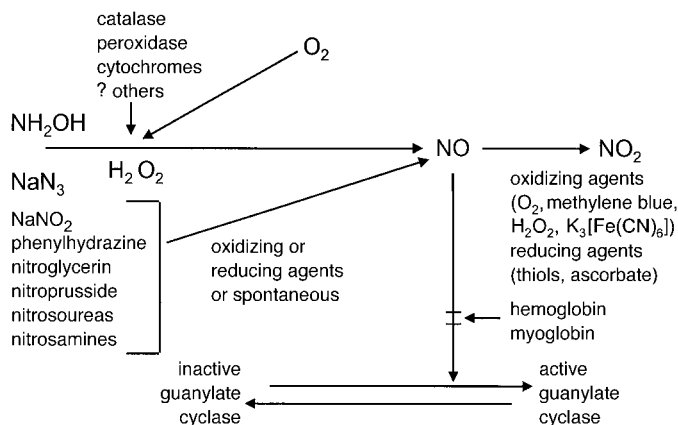 catalase
peroxidase
cytochromes
? others
O₂
NH₂OH
H₂O₂
NO
NO₂
NaN₃
NaNO₂
phenylhydrazine
nitroglycerin
nitroprusside
nitrosoureas
nitrosamines
oxidizing or
reducing agents
or spontaneous
oxidizing agents
(O₂, methylene blue,
H₂O₂, K₃[Fe(CN)₆])
reducing agents
(thiols, ascorbate)
hemoglobin
myoglobin
inactive
guanylate
cyclase
active
guanylate
cyclase